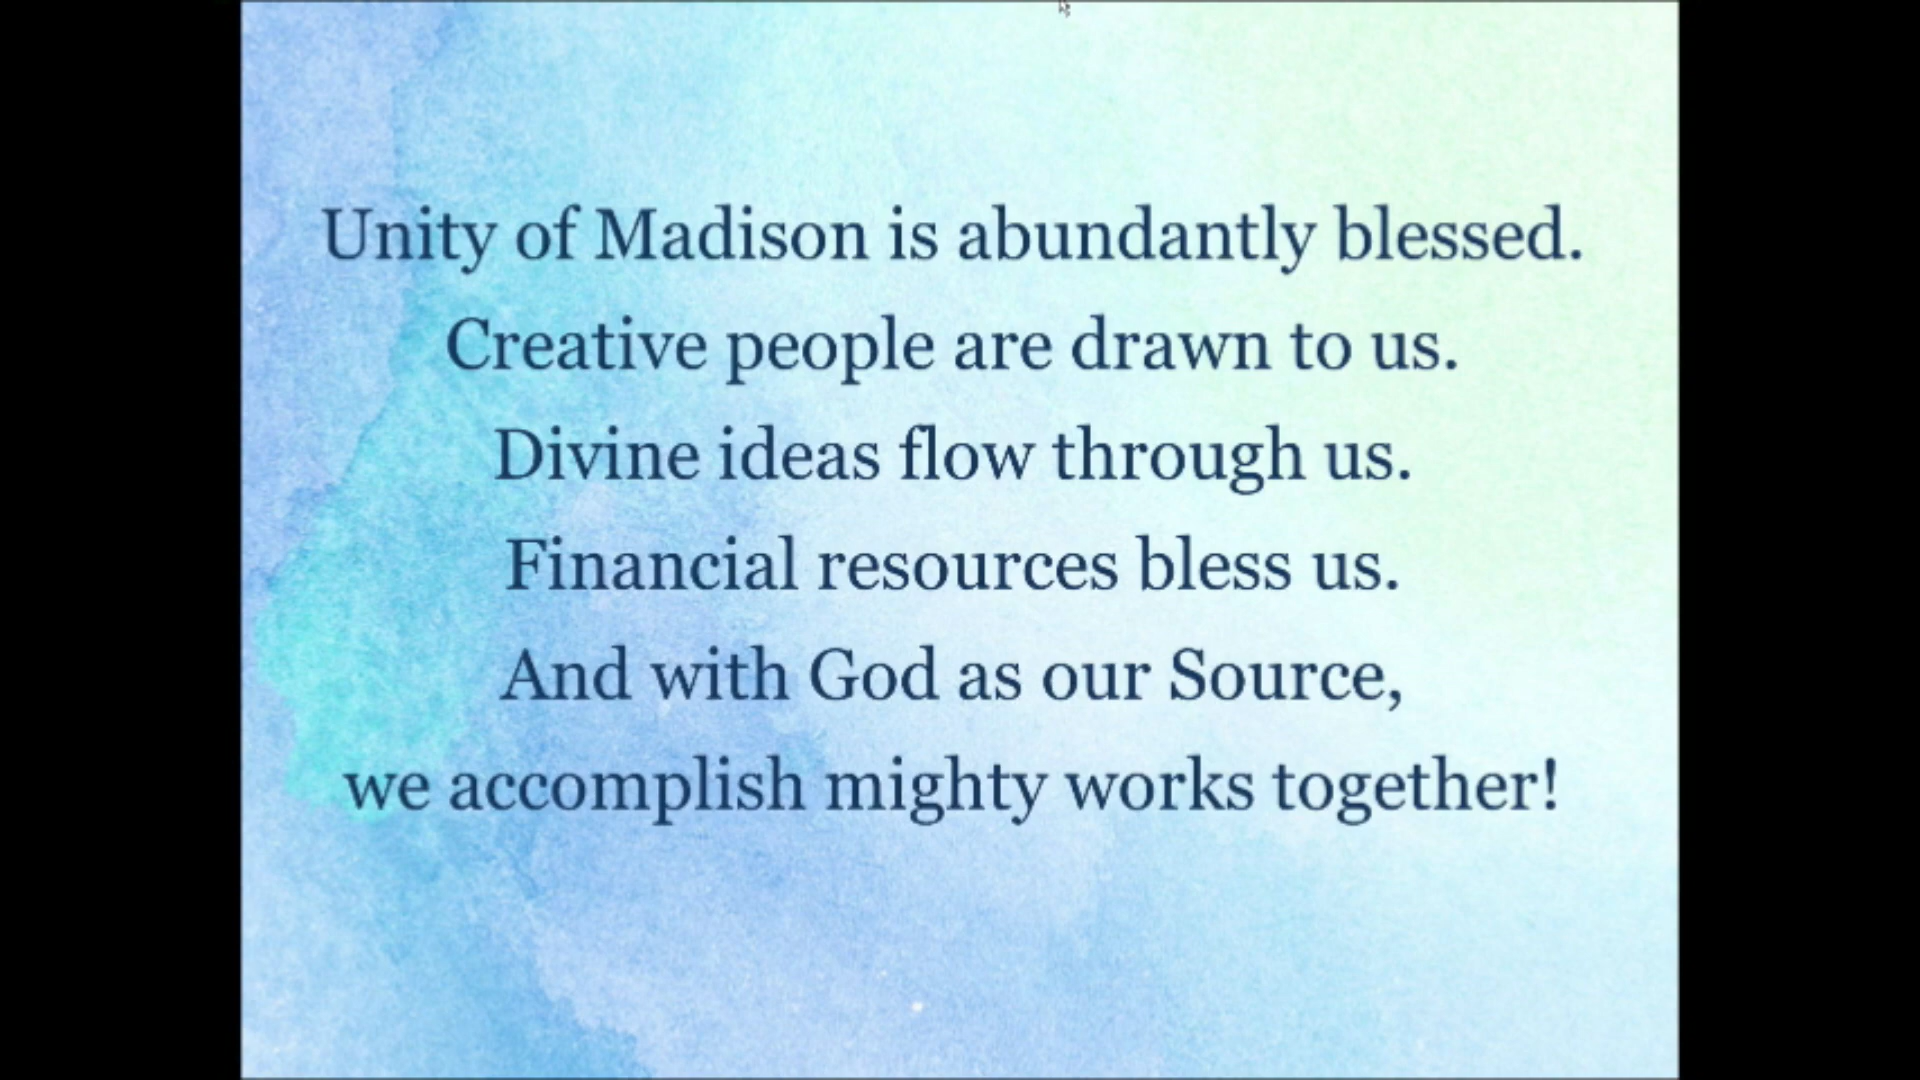 Unity of Madison is abundantly blessed.
Creative people are drawn to us.
Divine ideas flow through us.
Financial resources bless us.
And with God as our Source,
we accomplish mighty works together!